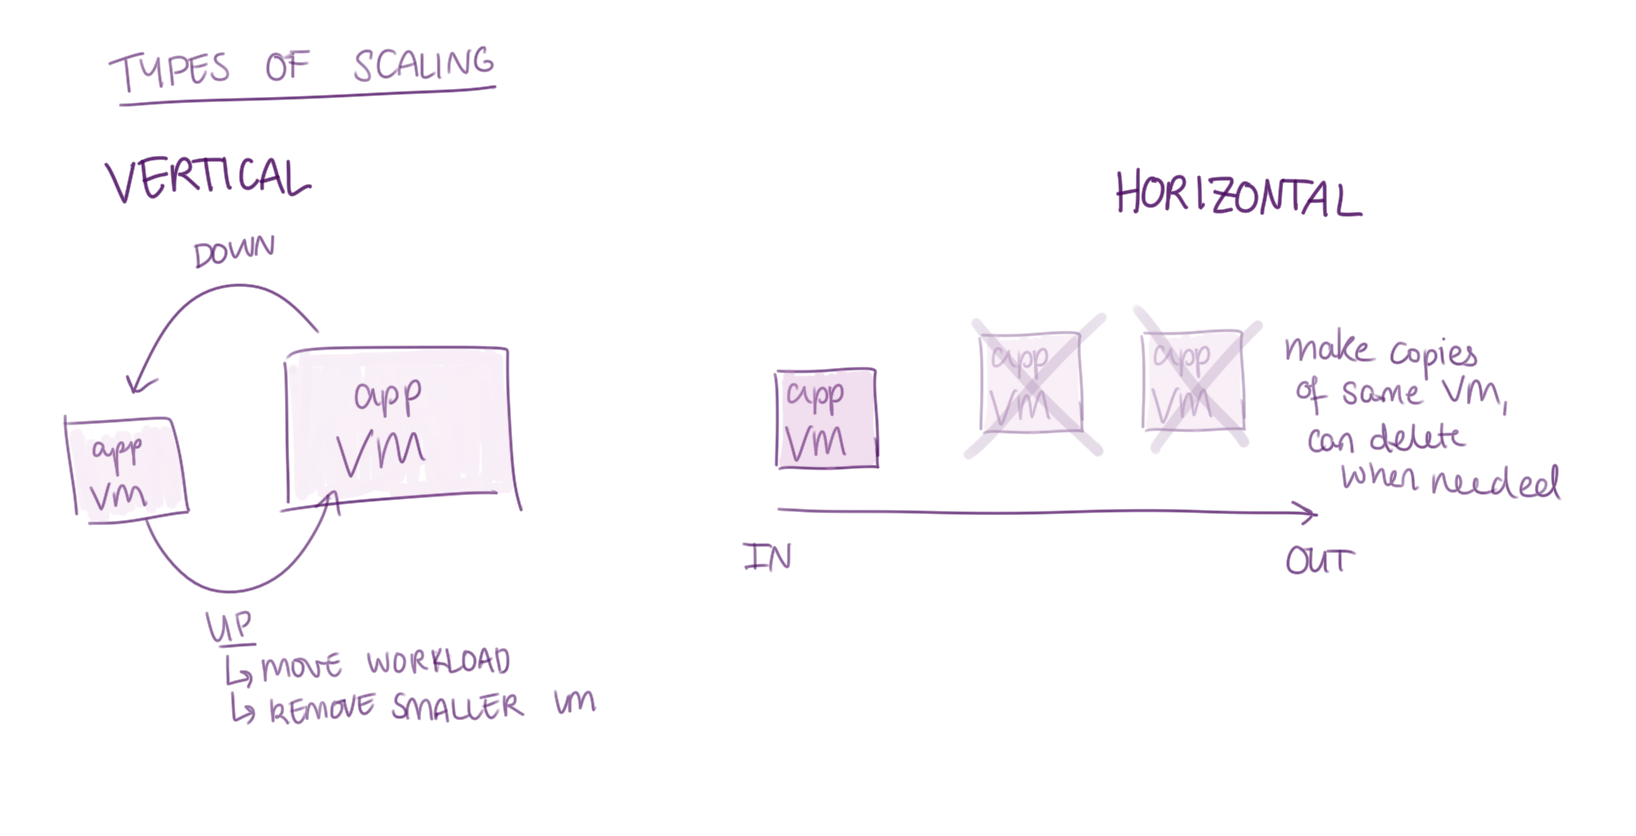 TYPES OF SCALING
VERTICAL
DOWN
app
VM
app
VM
UP
MOVE WORKLOAD
REMOVE SMALLER VM
HORIZONTAL
app
VM
app
VM
app
VM
make copies
of same VM,
can delete
when needed
IN
OUT